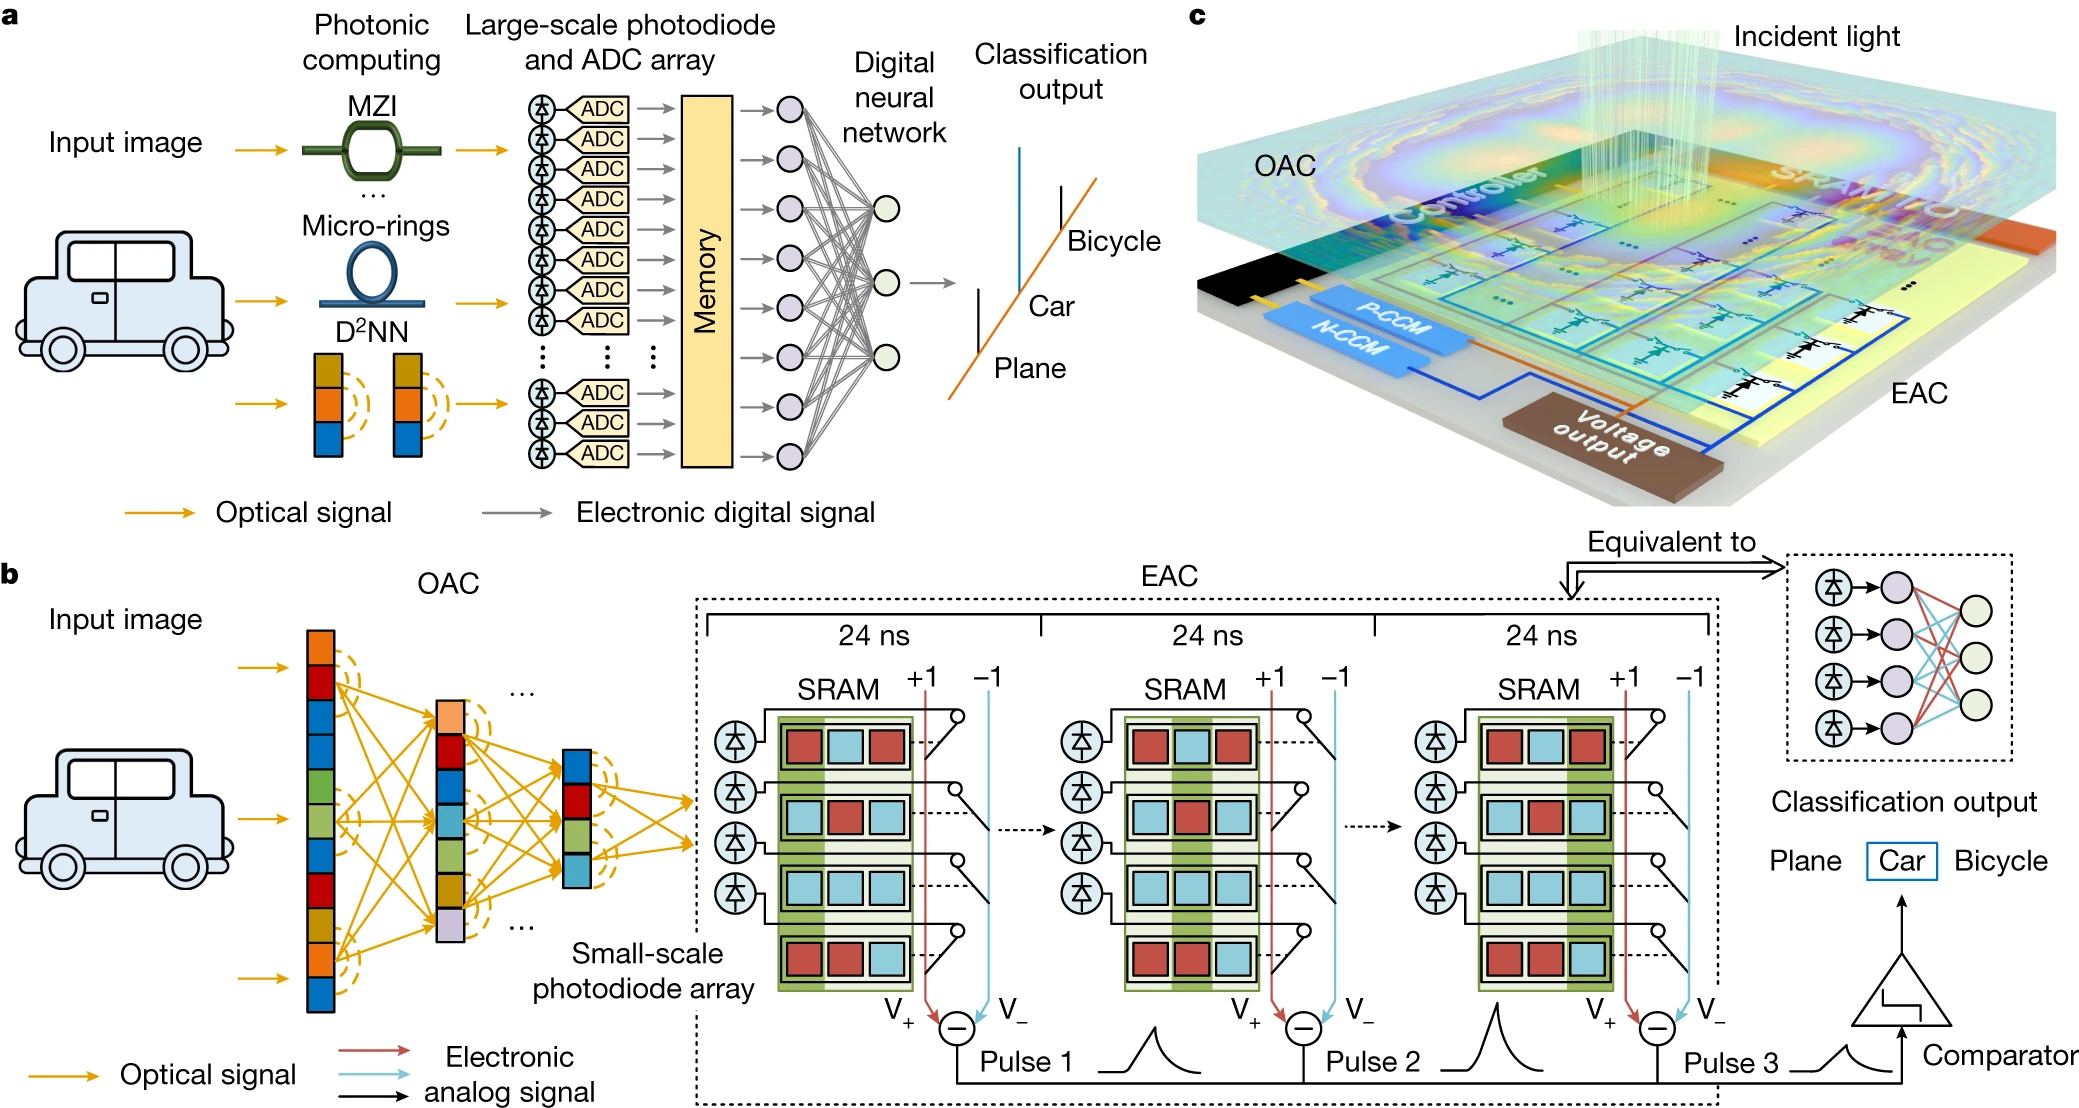 a
Photonic
computing
Large-scale photodiode
and ADC array
Digital
neural
network
Classification
output
Input image
MZI
...
Micro-rings
D²NN
ADC
ADC
ADC
ADC
ADC
ADC
ADC
ADC
ADC
ADC
ADC
Memory
Bicycle
Car
Plane
Optical signal
Electronic digital signal
c
Incident light
OAC
Controller
SRAM I/O
EAC
P-CCM
N-CCM
Voltage
output
EAC
b
Input image
OAC
...
...
Small-scale
photodiode array
Optical signal
Electronic
analog signal
EAC
24 ns
24 ns
24 ns
SRAM
+1
−1
SRAM
+1
−1
SRAM
+1
−1
V+
V−
V+
V−
V+
V−
Pulse 1
Pulse 2
Pulse 3
Equivalent to
Classification output
Plane
Car
Bicycle
Comparator